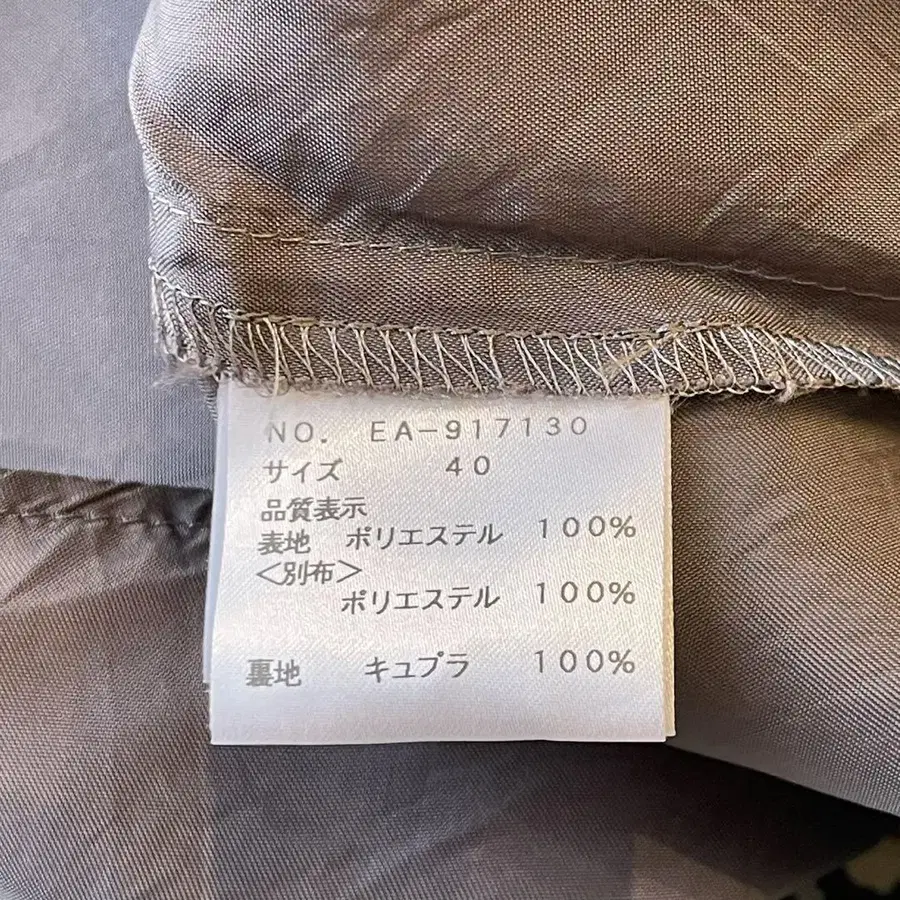 NO. EA-917130
サイズ 40
品質表示
表地 ポリエステル 100%
<別布>
ポリエステル 100%
裏地 キュプラ 100%